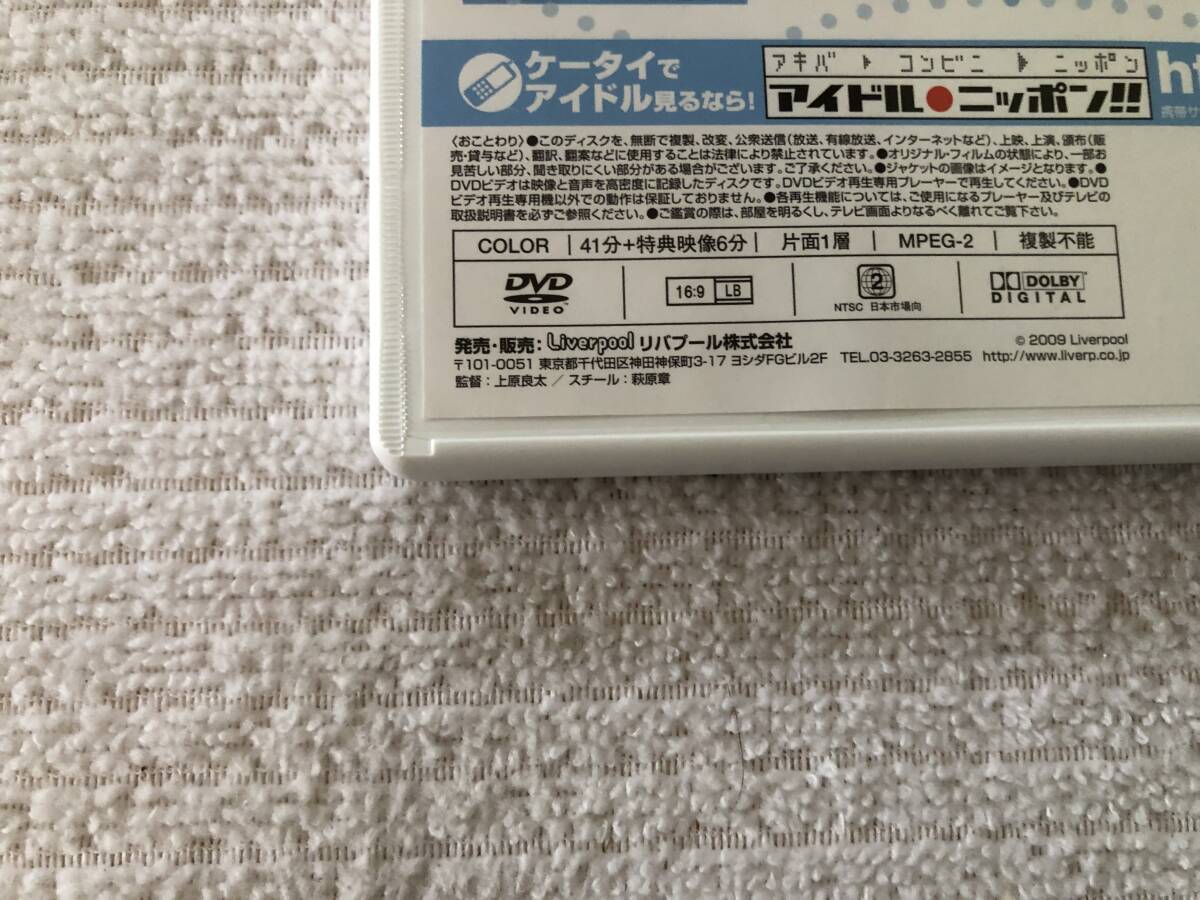 ケータイで
アイドル見るなら!
アキバ ▶ コンビニ ▶ ニッポン
アイドル●ニッポン!!
ht
携帯サ
〈おことわり〉●このディスクを、無断で複製、改変、公衆送信(放送、有線放送、インターネットなど)、上映、上演、頒布(販
売・貸与など)、翻訳、翻案などに使用することは法律により禁止されています。●オリジナル・フィルムの状態により、一部お
見苦しい部分、聞き取りにくい部分がある場合がございます。ご了承ください。●ジャケットの画像はイメージとなります。●
DVDビデオは映像と音声を高密度に記録したディスクです。DVDビデオ再生専用プレーヤーで再生してください。●DVD
ビデオ再生専用機以外での動作は保証しておりません。●各再生機能については、ご使用になるプレーヤー及びテレビの
取扱説明書を必ずご参照ください。●ご鑑賞の際は、部屋を明るくし、テレビ画面よりなるべく離れてご覧下さい。
COLOR | 41分+特典映像6分 | 片面1層 | MPEG-2 | 複製不能
DVD
VIDEO
16:9 LB
2
NTSC 日本市場向
DOLBY
DIGITAL
発売・販売: Liverpool リバプール株式会社
© 2009 Liverpool
〒101-0051 東京都千代田区神田神保町3-17 ヨシダFGビル2F TEL.03-3263-2855 http://www.liverp.co.jp
監督:上原良太 / スチール:萩原章